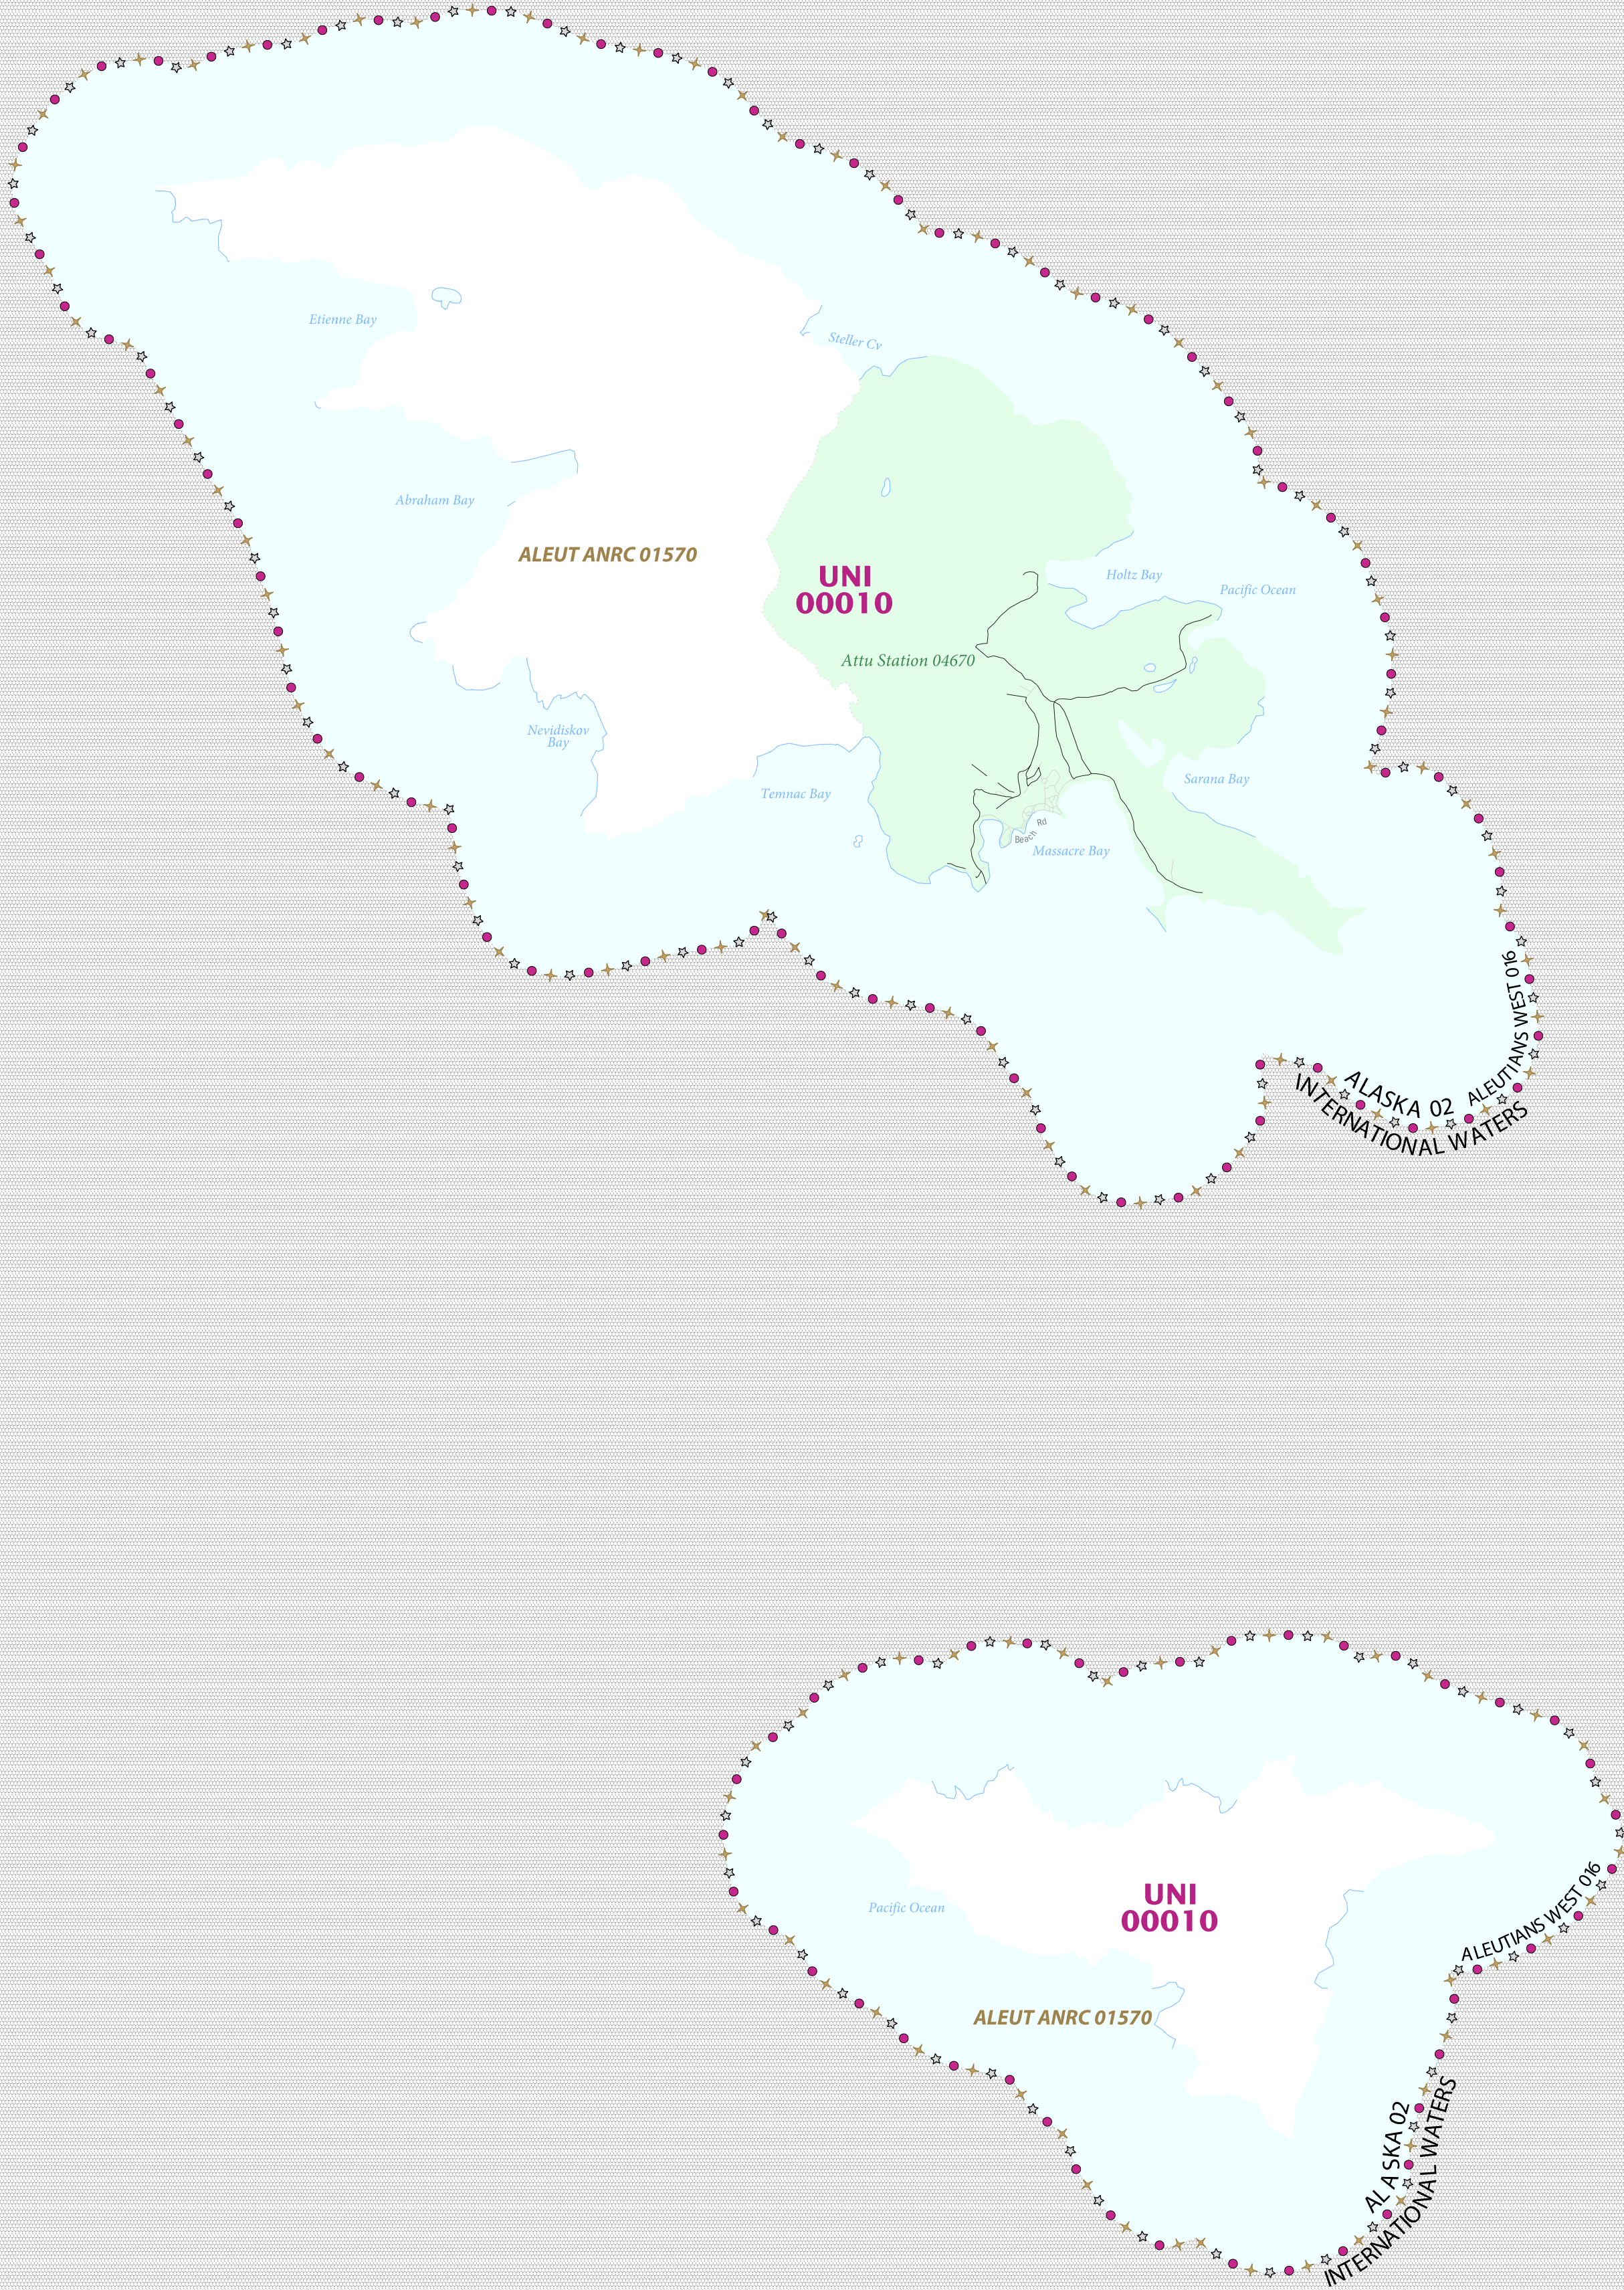 Etienne Bay
Steller Cv
Abraham Bay
ALEUT ANRC 01570
UNI
00010
Holtz Bay
Pacific Ocean
Attu Station 04670
Nevidiskov
Bay
Sarana Bay
Temnac Bay
Beach Rd
Massacre Bay
ALEUTIANS WEST 016
ALASKA 02
INTERNATIONAL WATERS
ALEUTIANS WEST 016
UNI
00010
Pacific Ocean
ALEUT ANRC 01570
ALASKA 02
INTERNATIONAL WATERS